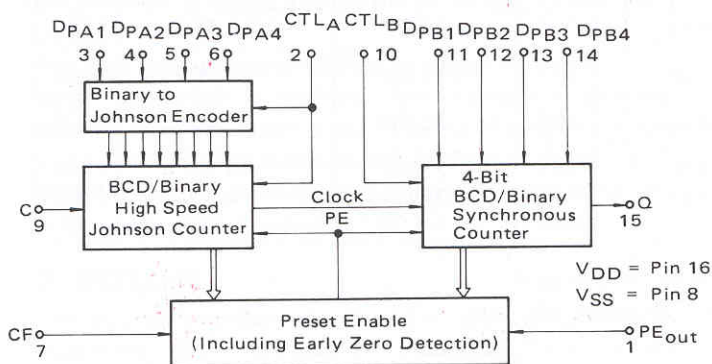 DPA1 DPA2 DPA3 DPA4 CTLA CTLB DPB1 DPB2 DPB3 DPB4
3 4 5 6 2 10 11 12 13 14
Binary to
Johnson Encoder
BCD/Binary
High Speed
Johnson Counter
C
9
Clock
PE
4-Bit
BCD/Binary
Synchronous
Counter
Q
15
VDD = Pin 16
VSS = Pin 8
CF
7
Preset Enable
(Including Early Zero Detection)
PEout
1